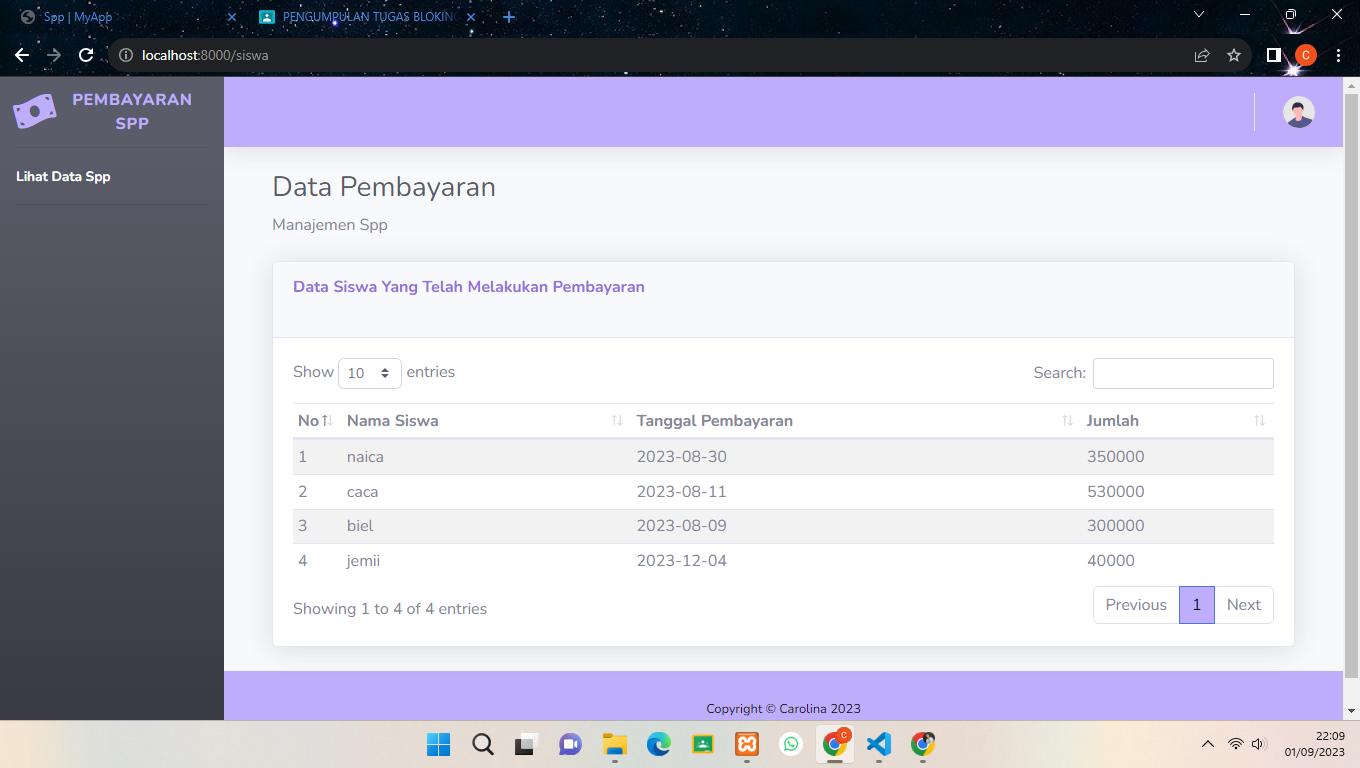 Spp | MyApp
PENGUMPULAN TUGAS BLOKIN
localhost:8000/siswa
C
PEMBAYARAN
SPP
Lihat Data Spp
Data Pembayaran
Manajemen Spp
Data Siswa Yang Telah Melakukan Pembayaran
Show 10 entries Search:
No Nama Siswa Tanggal Pembayaran Jumlah
1 naica 2023-08-30 350000
2 caca 2023-08-11 530000
3 biel 2023-08-09 300000
4 jemii 2023-12-04 40000
Showing 1 to 4 of 4 entries Previous 1 Next
Copyright © Carolina 2023
C
22:09
01/09/2023